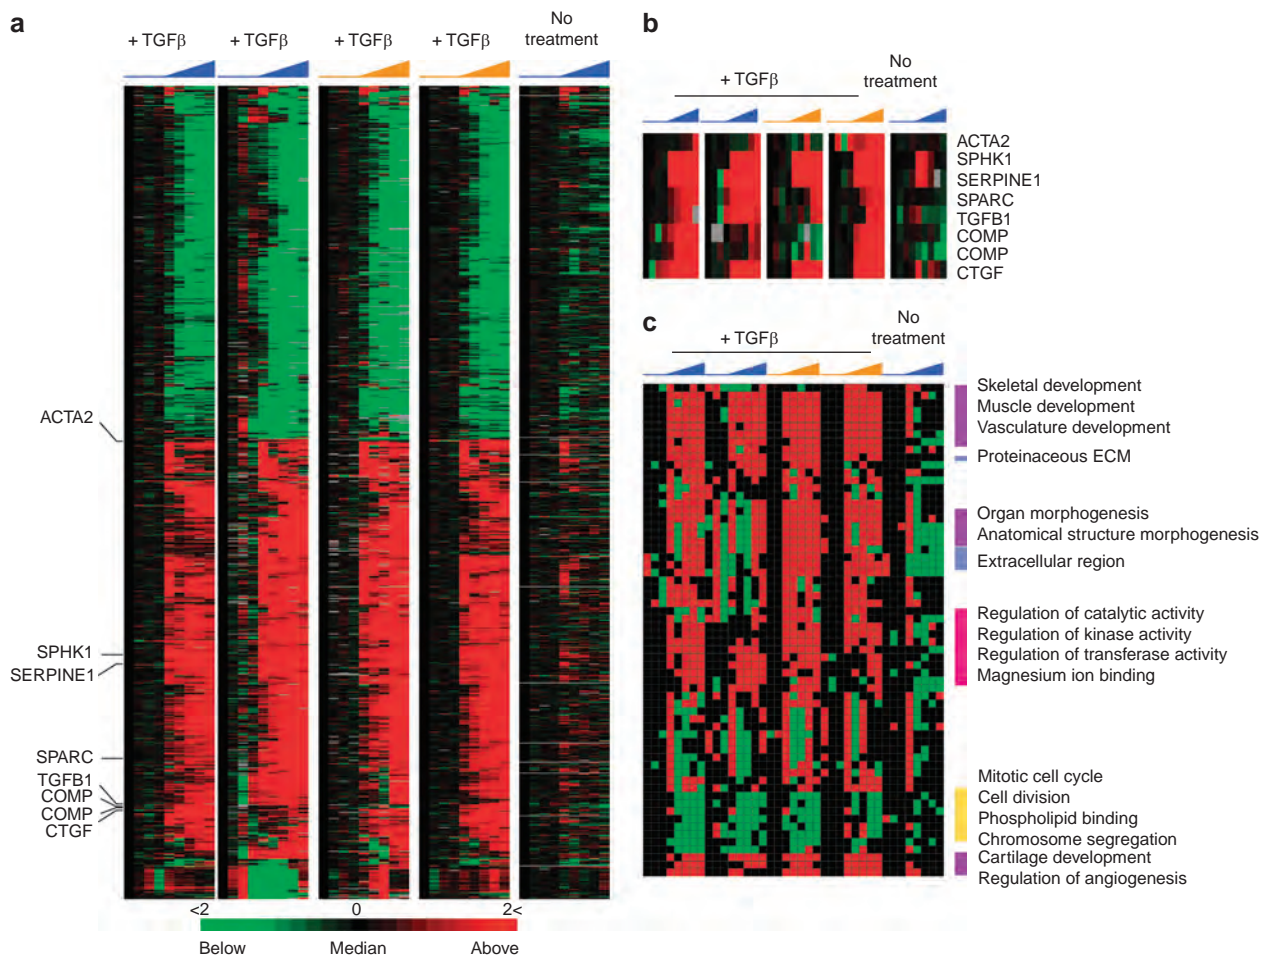 a
+ TGFβ
+ TGFβ
+ TGFβ
+ TGFβ
No
treatment
ACTA2
SPHK1
SERPINE1
SPARC
TGFB1
COMP
COMP
CTGF
<2
0
2<
Below
Median
Above
b
+ TGFβ
No
treatment
ACTA2
SPHK1
SERPINE1
SPARC
TGFB1
COMP
COMP
CTGF
c
+ TGFβ
No
treatment
Skeletal development
Muscle development
Vasculature development
Proteinaceous ECM
Organ morphogenesis
Anatomical structure morphogenesis
Extracellular region
Regulation of catalytic activity
Regulation of kinase activity
Regulation of transferase activity
Magnesium ion binding
Mitotic cell cycle
Cell division
Phospholipid binding
Chromosome segregation
Cartilage development
Regulation of angiogenesis